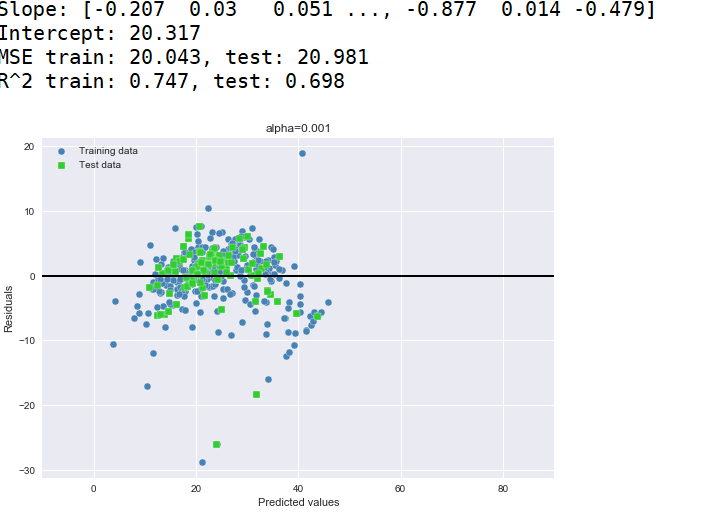 Slope: [-0.207  0.03   0.051 ..., -0.877  0.014 -0.479]
Intercept: 20.317
MSE train: 20.043, test: 20.981
R^2 train: 0.747, test: 0.698
alpha=0.001
Training data
Test data
20
10
0
−10
−20
−30
Residuals
0 20 40 60 80
Predicted values